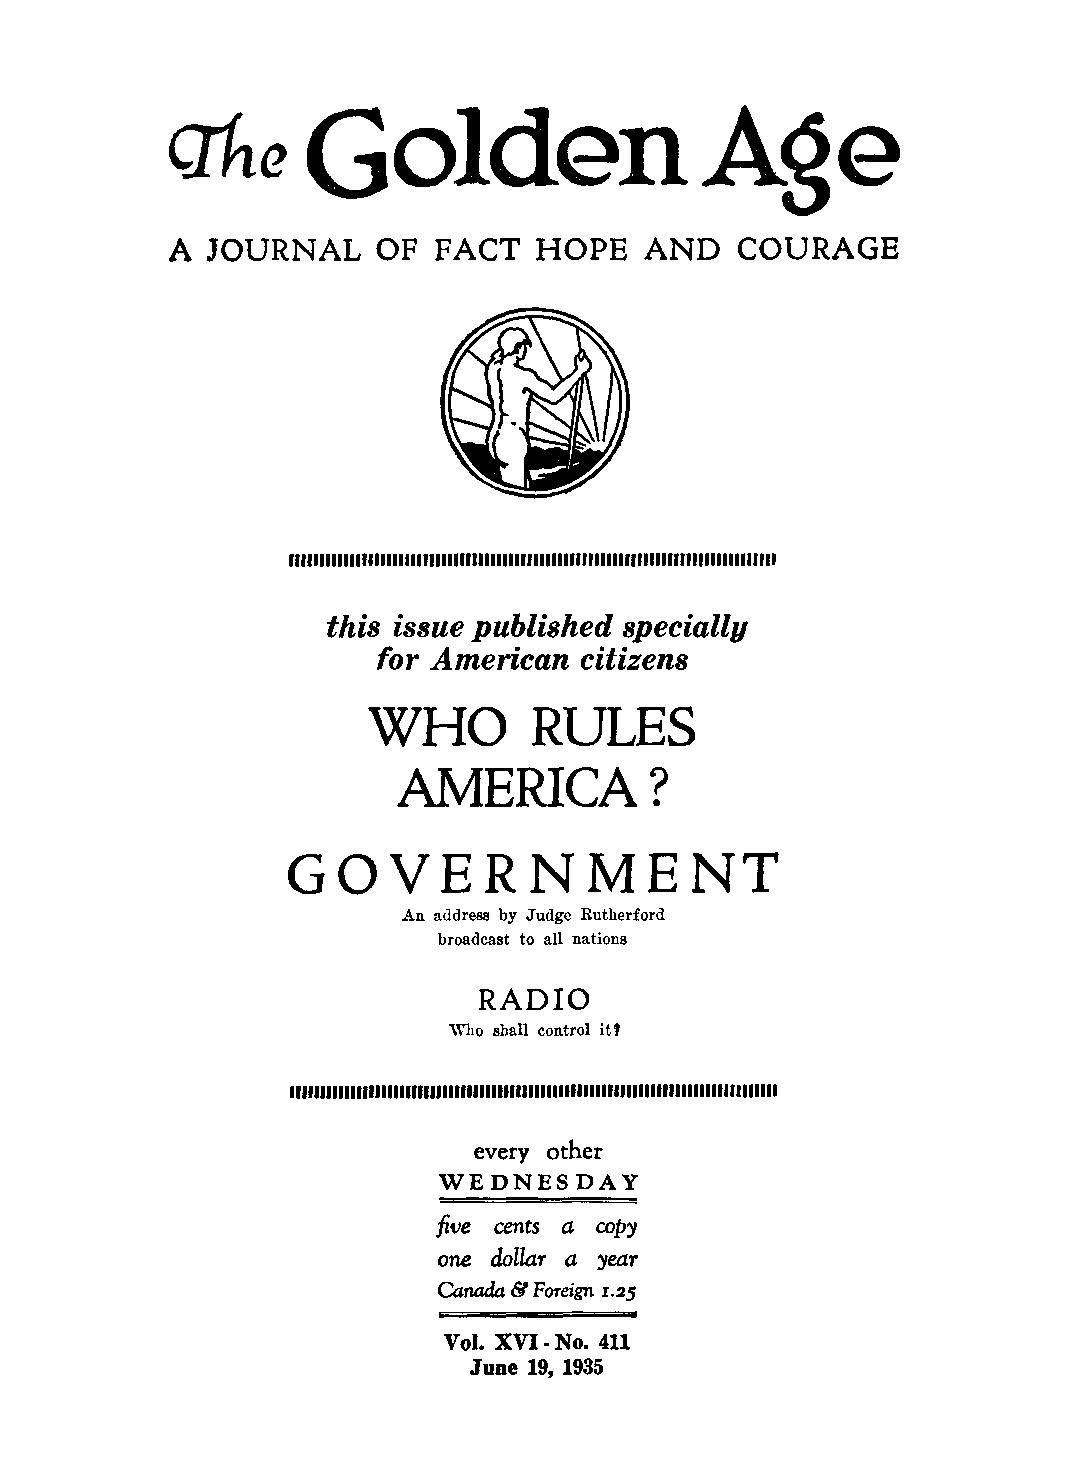 The Golden Age
A JOURNAL OF FACT HOPE AND COURAGE
this issue published specially
for American citizens
WHO RULES
AMERICA?
GOVERNMENT
An address by Judge Rutherford
broadcast to all nations
RADIO
Who shall control it?
every other
WEDNESDAY
five cents a copy
one dollar a year
Canada & Foreign 1.25
Vol. XVI - No. 411
June 19, 1935